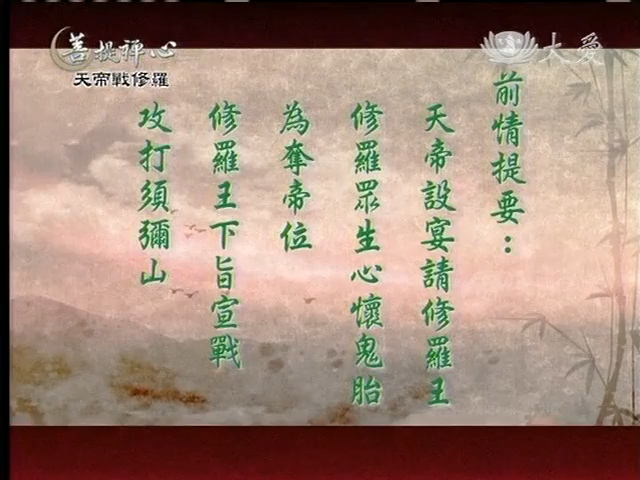 菩提禪心
天帝戰修羅
大愛
前情提要：
天帝設宴請修羅王
修羅眾生心懷鬼胎
為奪帝位
修羅王下旨宣戰
攻打須彌山